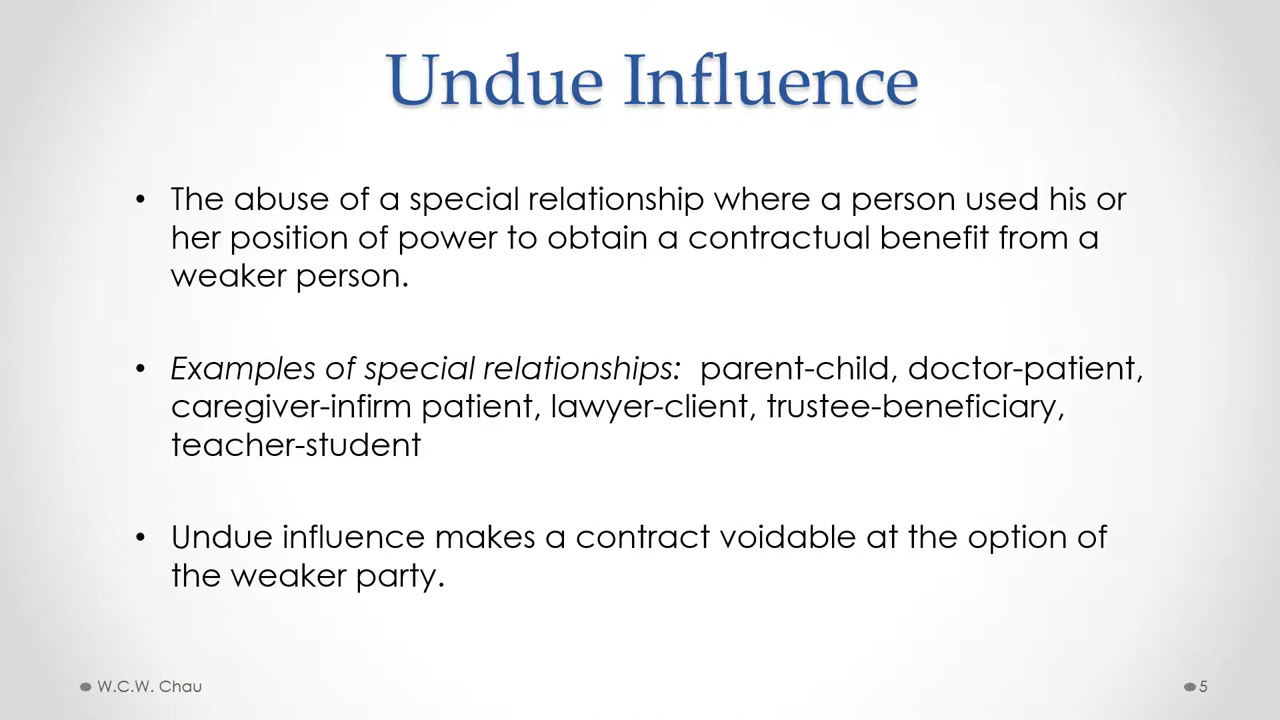 Undue Influence
• The abuse of a special relationship where a person used his or
her position of power to obtain a contractual benefit from a
weaker person.
• Examples of special relationships: parent-child, doctor-patient,
caregiver-infirm patient, lawyer-client, trustee-beneficiary,
teacher-student
• Undue influence makes a contract voidable at the option of
the weaker party.
W.C.W. Chau
5